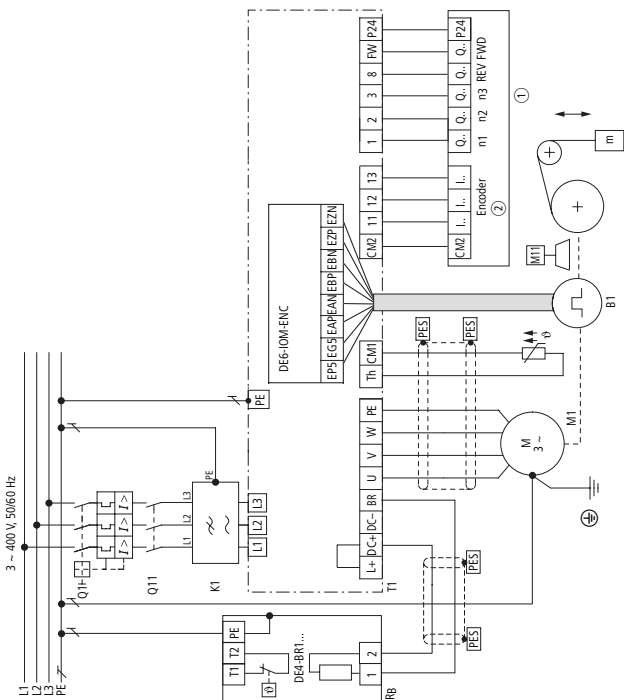 3 ~ 400 V, 50/60 Hz
L1
L2
L3
PE
Q1
I > I > I >
Q11
PE
L1 L2 L3
K1
L1 L2 L3
PE
DE6-IOM-ENC
EP5 EG5 EAP EAN EBP EBN EZP EZN
T1 T2 PE
ϑ
DE4-BR1...
1 2
RB
T1
L+ DC+ DC– BR U V W PE
Th CM1
CM2 11 12 13
1 2 3 8 FW P24
PES
PES
PES
PES
ϑ
M
3 ~
M1
B1
M11
m
CM2 I.. I.. I..
Encoder
②
Q.. Q.. Q.. Q.. Q.. P24
n1 n2 n3 REV FWD
①